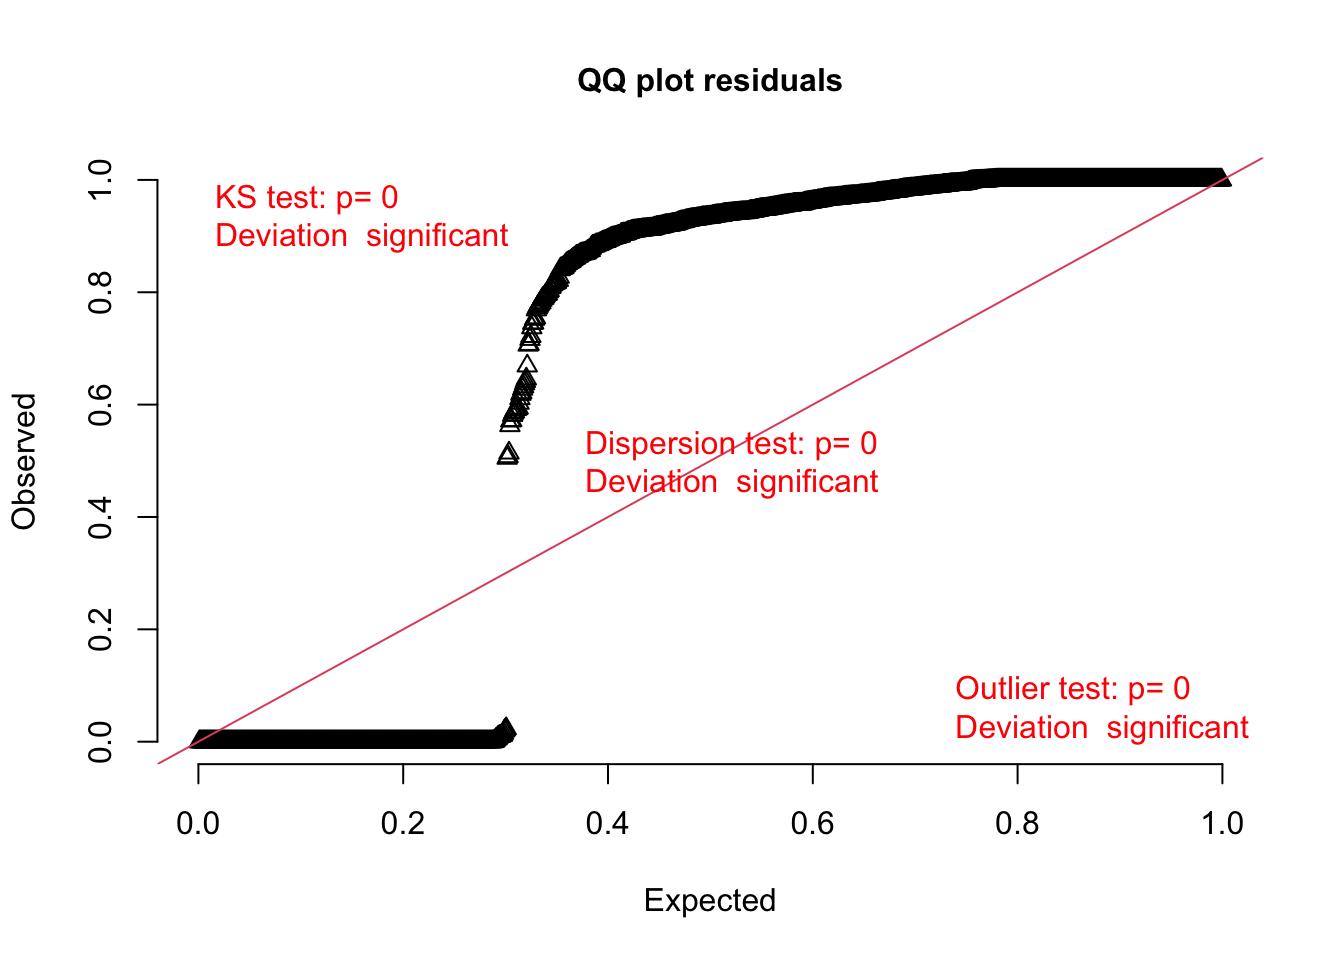 QQ plot residuals
KS test: p= 0
Deviation  significant
Dispersion test: p= 0
Deviation  significant
Outlier test: p= 0
Deviation  significant
Observed
0.0 0.2 0.4 0.6 0.8 1.0
0.0 0.2 0.4 0.6 0.8 1.0
Expected